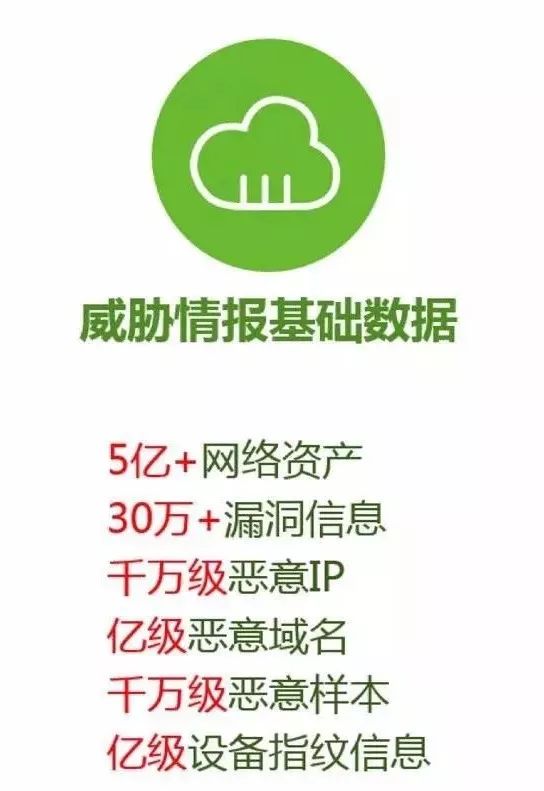 威胁情报基础数据
5亿+网络资产
30万+漏洞信息
千万级恶意IP
亿级恶意域名
千万级恶意样本
亿级设备指纹信息